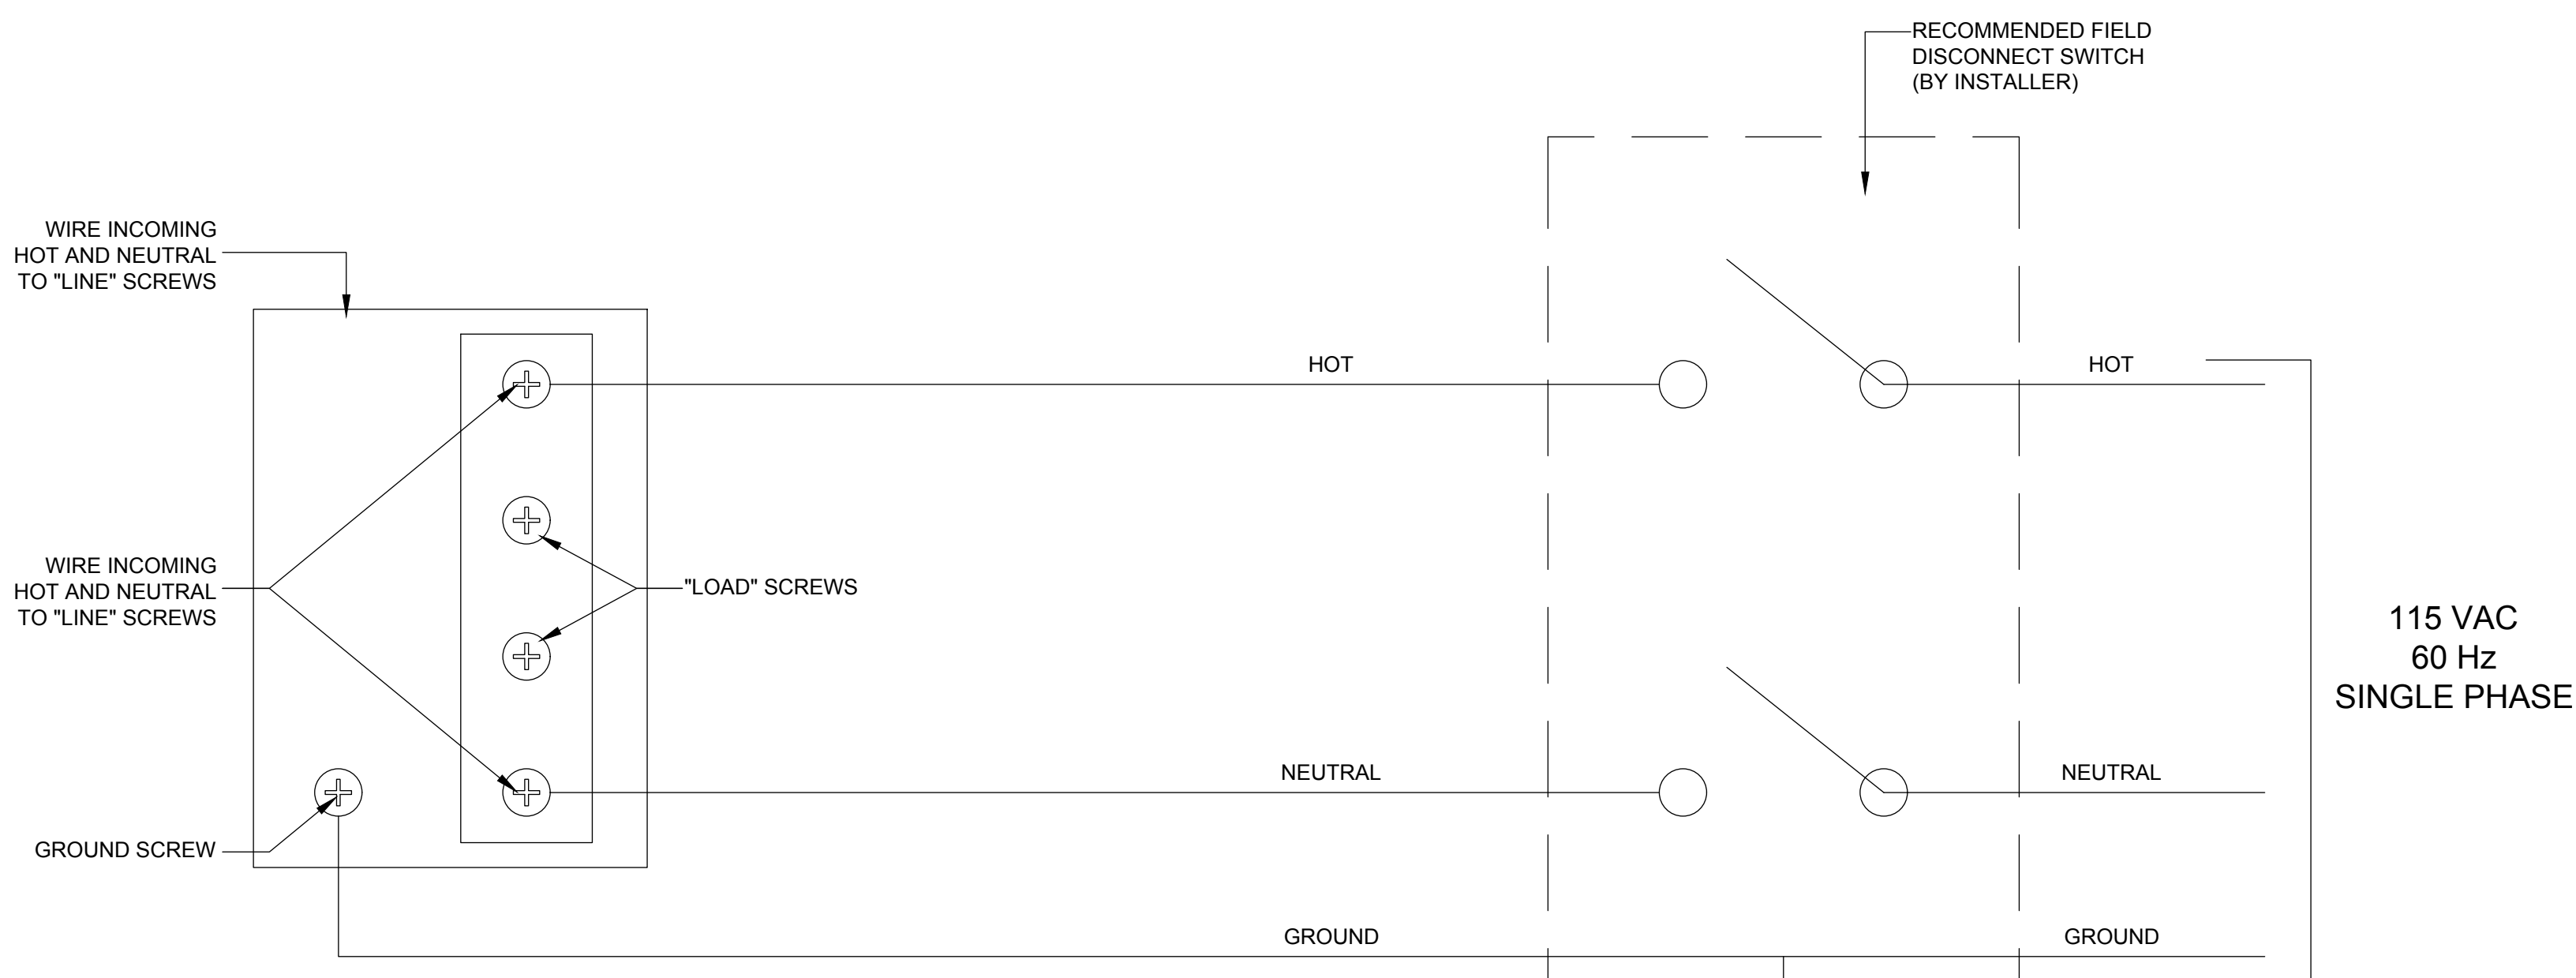 RECOMMENDED FIELD
DISCONNECT SWITCH
(BY INSTALLER)
WIRE INCOMING
HOT AND NEUTRAL
TO "LINE" SCREWS
HOT
HOT
WIRE INCOMING
HOT AND NEUTRAL
TO "LINE" SCREWS
"LOAD" SCREWS
115 VAC
60 Hz
SINGLE PHASE
NEUTRAL
NEUTRAL
GROUND SCREW
GROUND
GROUND